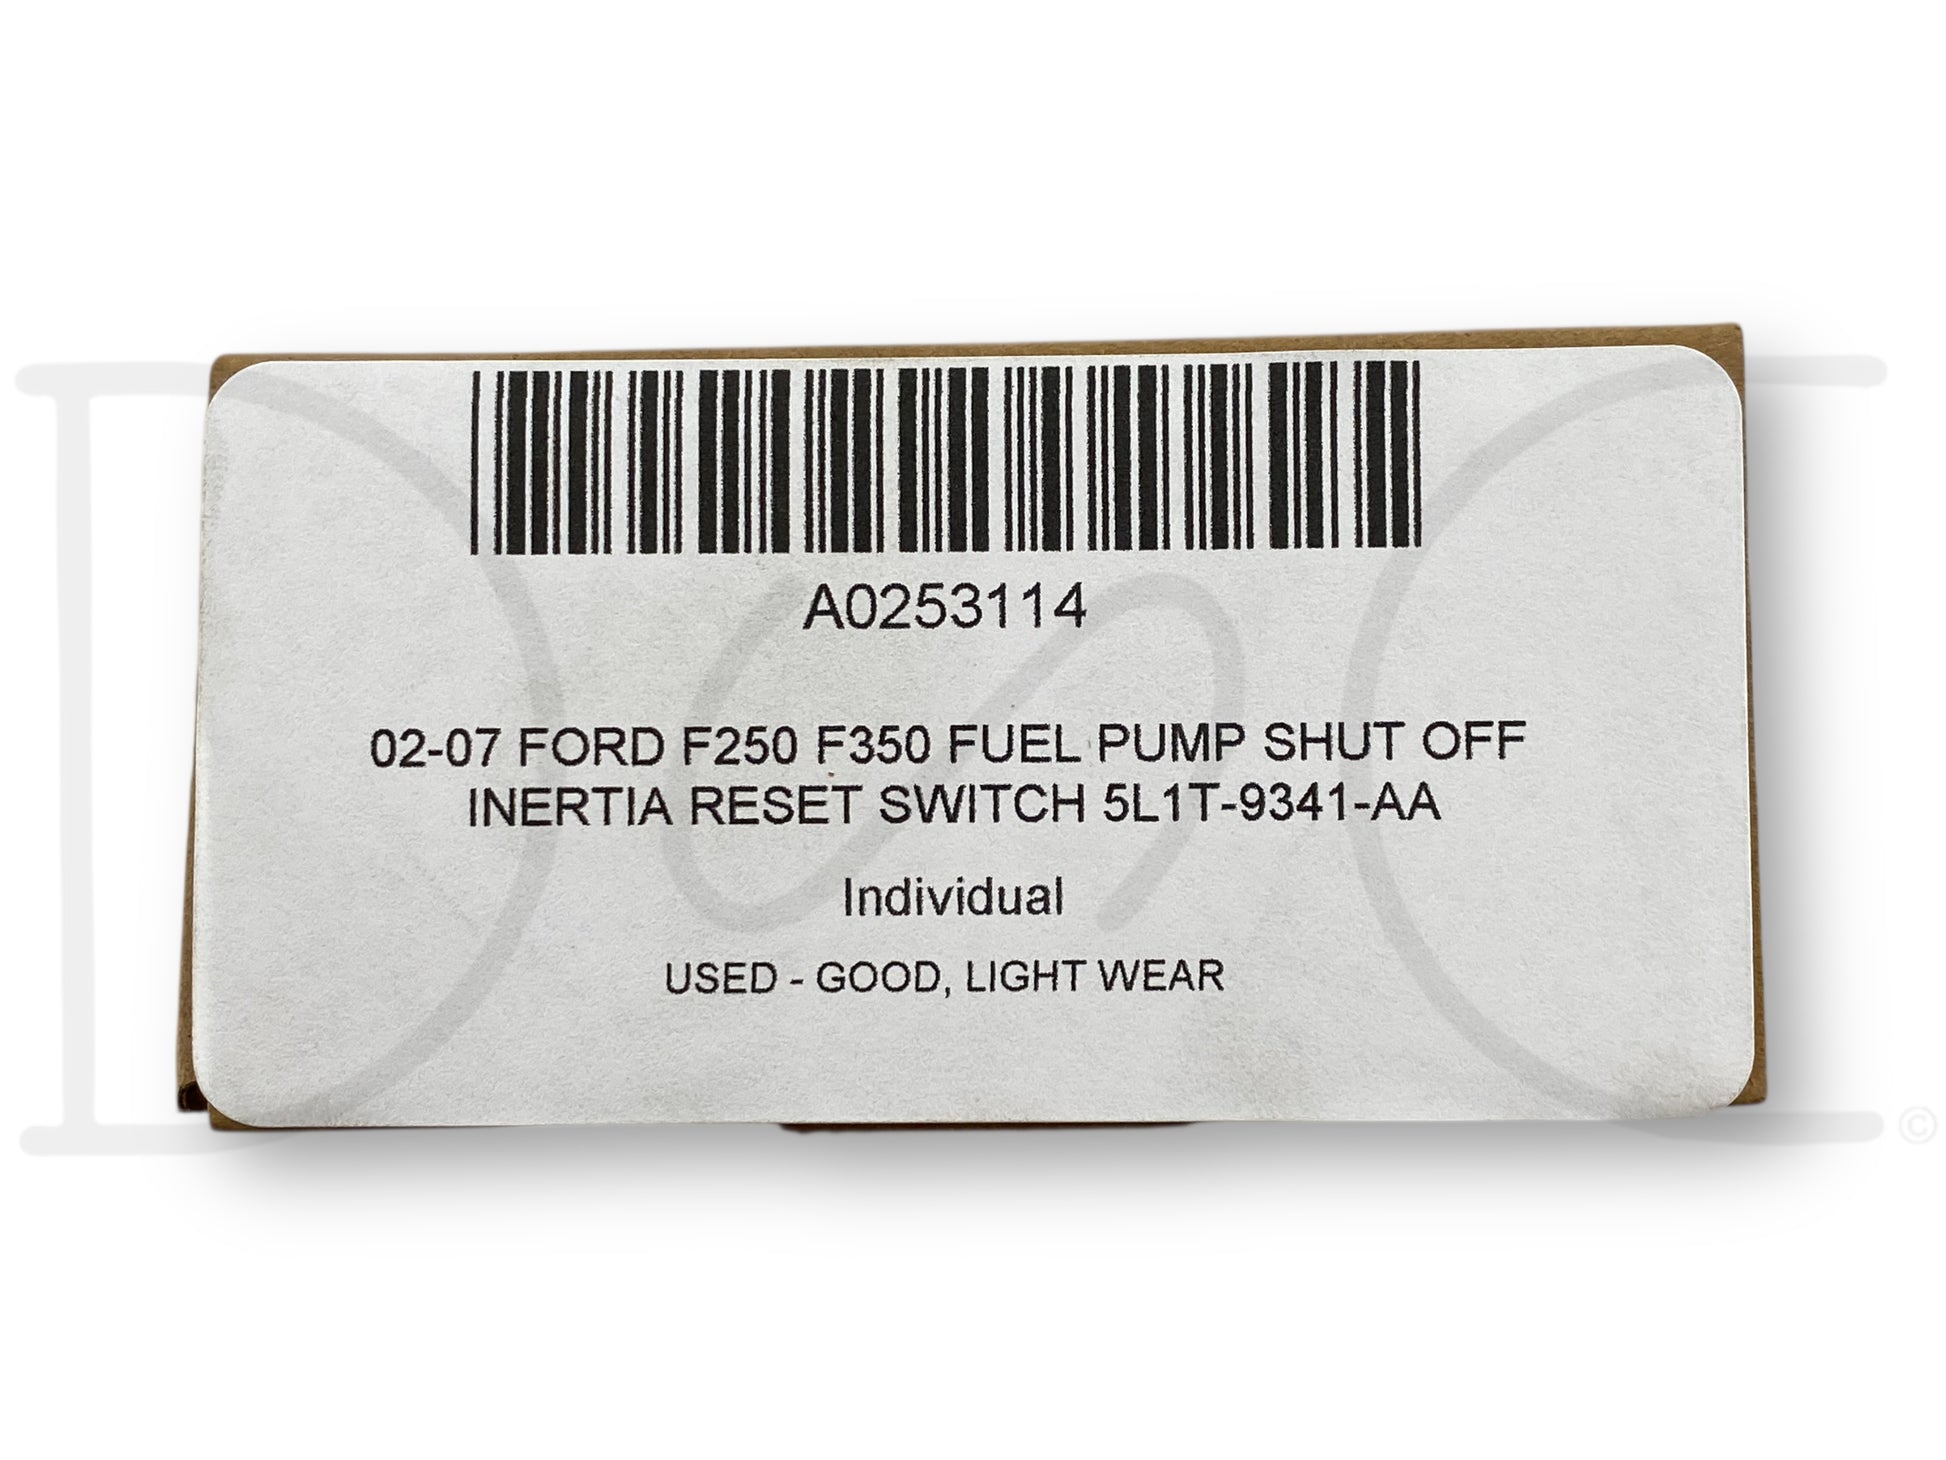 A0253114
02-07 FORD F250 F350 FUEL PUMP SHUT OFF
INERTIA RESET SWITCH 5L1T-9341-AA
Individual
USED - GOOD, LIGHT WEAR
©